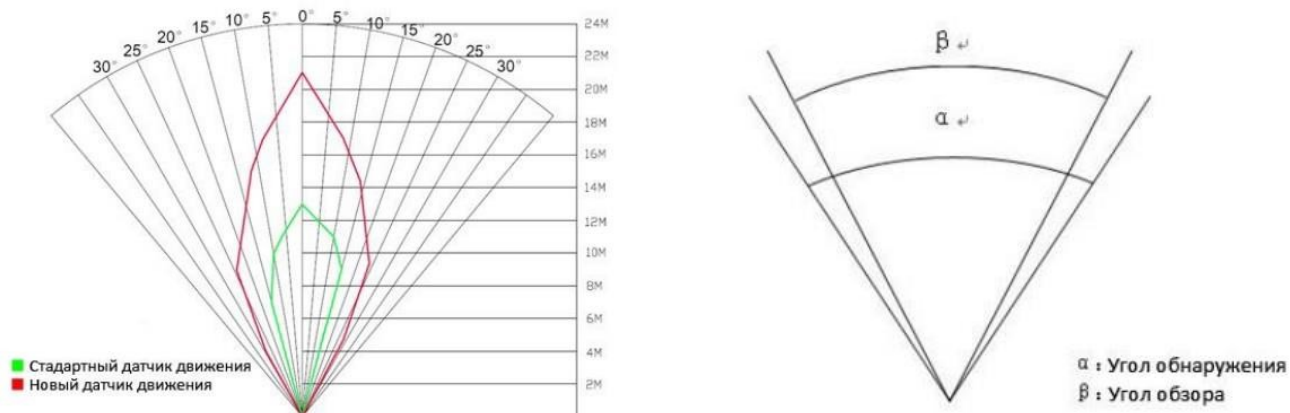 0°
5°
5°
10°
10°
15°
15°
20°
20°
25°
25°
30°
30°
24M
22M
20M
18M
16M
14M
12M
10M
8M
6M
4M
2M
Стадартный датчик движения
Новый датчик движения
β ↵
α ↵
α : Угол обнаружения
β : Угол обзора